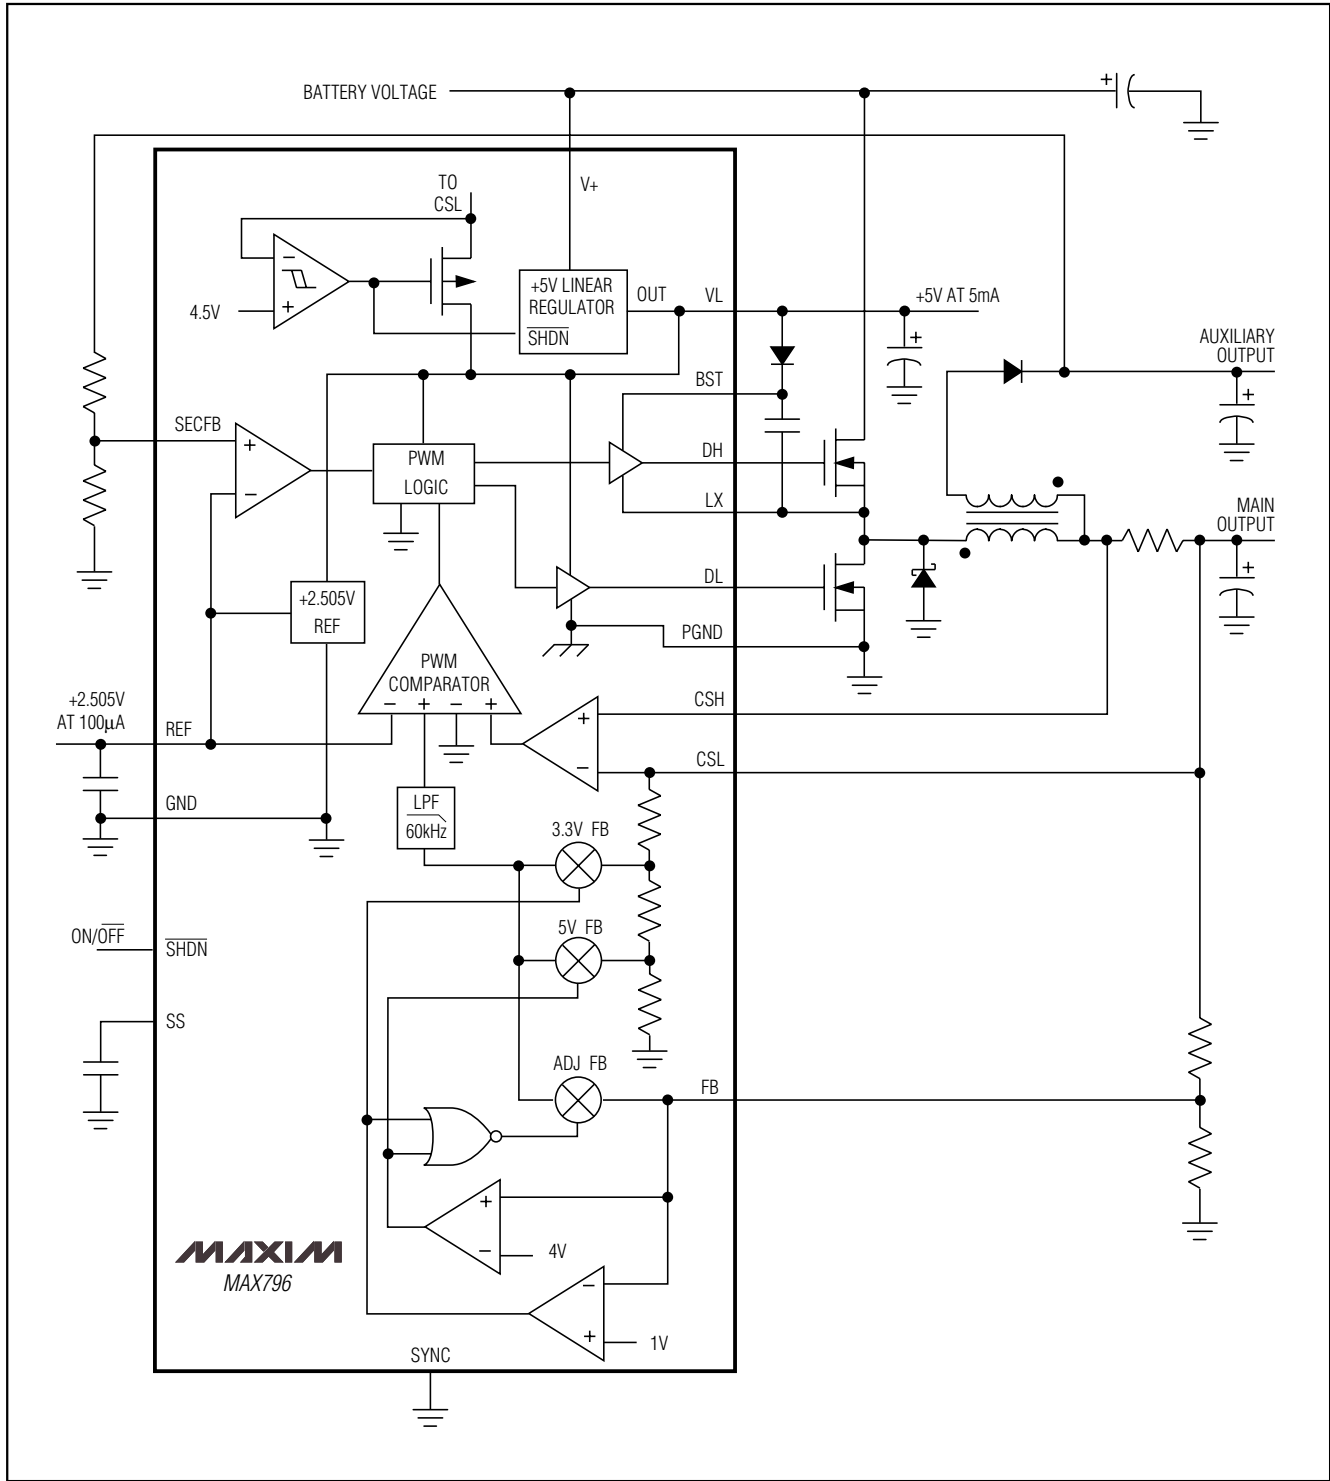 BATTERY VOLTAGE
+
TO
CSL
V+
−
+
4.5V
+5V LINEAR
REGULATOR
SHDN
OUT
VL
+5V AT 5mA
+
AUXILIARY
OUTPUT
+
BST
SECFB
+
−
PWM
LOGIC
DH
LX
MAIN
OUTPUT
+
DL
+2.505V
REF
PGND
PWM
COMPARATOR
− + − +
+2.505V
AT 100µA
REF
CSH
+
−
CSL
LPF
60kHz
GND
3.3V FB
ON/OFF
SHDN
5V FB
SS
ADJ FB
FB
+
−
4V
MAXIM
MAX796
−
+
1V
SYNC